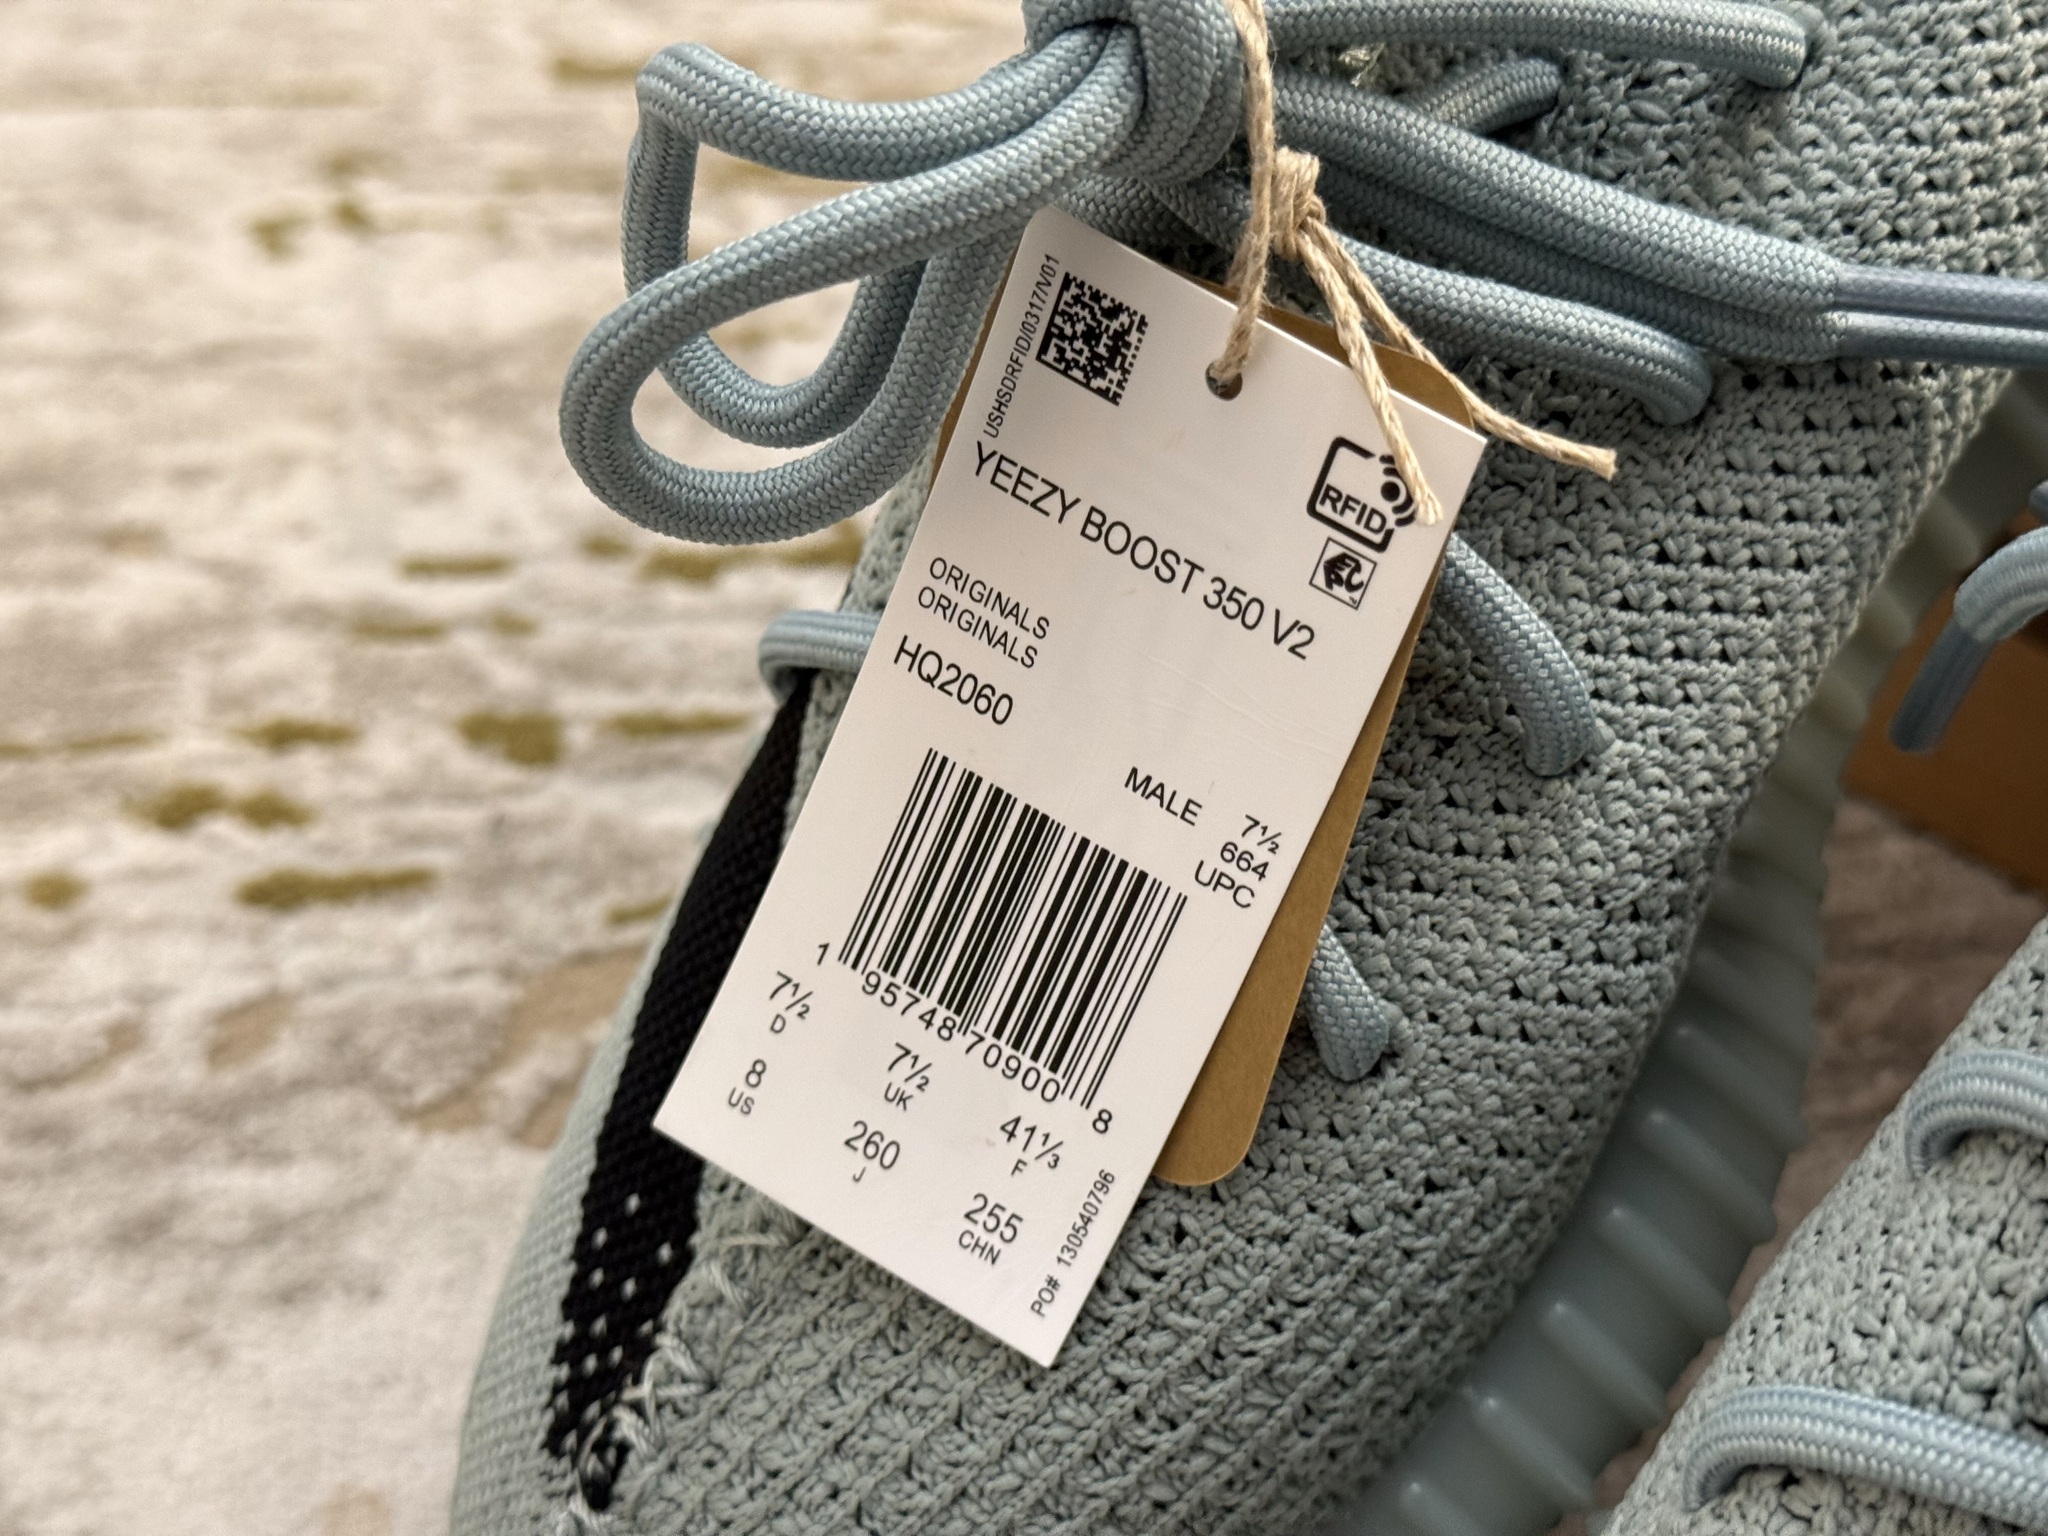 USHSDRFID/0317/V01
RFID
YEEZY BOOST 350 V2
ORIGINALS
ORIGINALS
HQ2060
MALE 7½
664
UPC
1 95748 70900 8
7½ 7½ 41⅓
D UK F
8 260 255
US J CHN
PO# 130540796